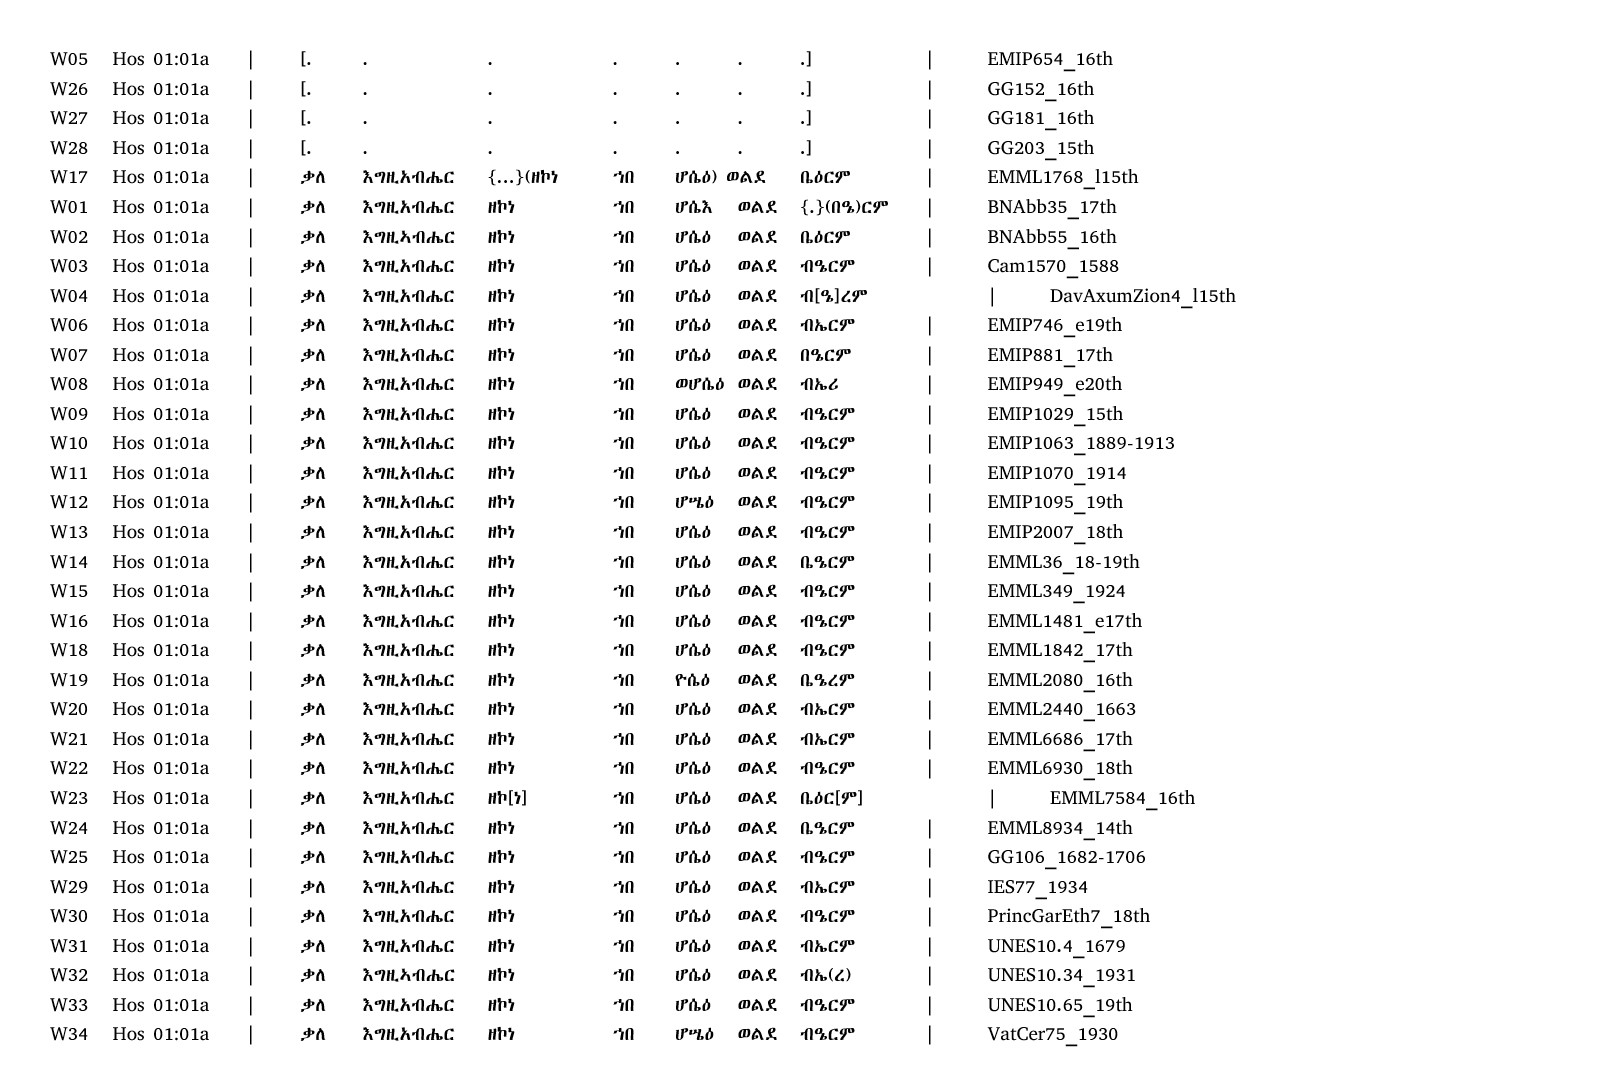 W05 Hos 01:01a | [. . . . . . .] | EMIP654_16th
W26 Hos 01:01a | [. . . . . . .] | GG152_16th
W27 Hos 01:01a | [. . . . . . .] | GG181_16th
W28 Hos 01:01a | [. . . . . . .] | GG203_15th
W17 Hos 01:01a | ቃለ እግዚአብሔር {...}(ዘኮነ ኀበ ሆሴዕ) ወልደ ቤዕርም | EMML1768_l15th
W01 Hos 01:01a | ቃለ እግዚአብሔር ዘኮነ ኀበ ሆሴእ ወልደ {.}(በዔ)ርም | BNAbb35_17th
W02 Hos 01:01a | ቃለ እግዚኣብሔር ዘኮነ ኀበ ሆሴዕ ወልደ ቤዕርም | BNAbb55_16th
W03 Hos 01:01a | ቃለ እግዚአብሔር ዘኮነ ኀበ ሆሴዕ ወልደ ብዔርም | Cam1570_1588
W04 Hos 01:01a | ቃለ እግዚአብሔር ዘኮነ ኀበ ሆሴዕ ወልደ ብ[ዔ]ረም | DavAxumZion4_l15th
W06 Hos 01:01a | ቃለ እግዚአብሔር ዘኮነ ኀበ ሆሴዕ ወልደ ብኤርም | EMIP746_e19th
W07 Hos 01:01a | ቃለ እግዚአብሔር ዘኮነ ኀበ ሆሴዕ ወልደ በዔርም | EMIP881_17th
W08 Hos 01:01a | ቃለ እግዚአብሔር ዘኮነ ኀበ ወሆሴዕ ወልደ ብኤሪ | EMIP949_e20th
W09 Hos 01:01a | ቃለ እግዚአብሔር ዘኮነ ኀበ ሆሴዕ ወልደ ብዔርም | EMIP1029_15th
W10 Hos 01:01a | ቃለ እግዚአብሔር ዘኮነ ኀበ ሆሴዕ ወልደ ብዔርም | EMIP1063_1889-1913
W11 Hos 01:01a | ቃለ እግዚአብሔር ዘኮነ ኀበ ሆሴዕ ወልደ ብዔርም | EMIP1070_1914
W12 Hos 01:01a | ቃለ እግዚአብሔር ዘኮነ ኀበ ሆሤዕ ወልደ ብዔርም | EMIP1095_19th
W13 Hos 01:01a | ቃለ እግዚአብሔር ዘኮነ ኀበ ሆሴዕ ወልደ ብዔርም | EMIP2007_18th
W14 Hos 01:01a | ቃለ እግዚአብሔር ዘኮነ ኀበ ሆሴዕ ወልደ ቤዔርም | EMML36_18-19th
W15 Hos 01:01a | ቃለ እግዚአብሔር ዘኮነ ኀበ ሆሴዕ ወልደ ብዔርም | EMML349_1924
W16 Hos 01:01a | ቃለ እግዚአብሔር ዘኮነ ኀበ ሆሴዕ ወልደ ብዔርም | EMML1481_e17th
W18 Hos 01:01a | ቃለ እግዚአብሔር ዘኮነ ኀበ ሆሴዕ ወልደ ብዔርም | EMML1842_17th
W19 Hos 01:01a | ቃለ እግዚአብሔር ዘኮነ ኀበ ዮሴዕ ወልደ ቤዔረም | EMML2080_16th
W20 Hos 01:01a | ቃለ እግዚአብሔር ዘኮነ ኀበ ሆሴዕ ወልደ ብኤርም | EMML2440_1663
W21 Hos 01:01a | ቃለ እግዚአብሔር ዘኮነ ኀበ ሆሴዕ ወልደ ብኤርም | EMML6686_17th
W22 Hos 01:01a | ቃለ እግዚአብሔር ዘኮነ ኀበ ሆሴዕ ወልደ ብዔርም | EMML6930_18th
W23 Hos 01:01a | ቃለ እግዚአብሔር ዘኮ[ነ] ኀበ ሆሴዕ ወልደ ቤዕር[ም] | EMML7584_16th
W24 Hos 01:01a | ቃለ እግዚአብሔር ዘኮነ ኀበ ሆሴዕ ወልደ ቤዔርም | EMML8934_14th
W25 Hos 01:01a | ቃለ እግዚአብሔር ዘኮነ ኀበ ሆሴዕ ወልደ ብዔርም | GG106_1682-1706
W29 Hos 01:01a | ቃለ እግዚአብሔር ዘኮነ ኀበ ሆሴዕ ወልደ ብኤርም | IES77_1934
W30 Hos 01:01a | ቃለ እግዚአብሔር ዘኮነ ኀበ ሆሴዕ ወልደ ብዔርም | PrincGarEth7_18th
W31 Hos 01:01a | ቃለ እግዚአብሔር ዘኮነ ኀበ ሆሴዕ ወልደ ብኤርም | UNES10.4_1679
W32 Hos 01:01a | ቃለ እግዚአብሔር ዘኮነ ኀበ ሆሴዕ ወልደ ብኤ(ረ) | UNES10.34_1931
W33 Hos 01:01a | ቃለ እግዚአብሔር ዘኮነ ኀበ ሆሴዕ ወልደ ብዔርም | UNES10.65_19th
W34 Hos 01:01a | ቃለ እግዚአብሔር ዘኮነ ኀበ ሆሤዕ ወልደ ብዔርም | VatCer75_1930